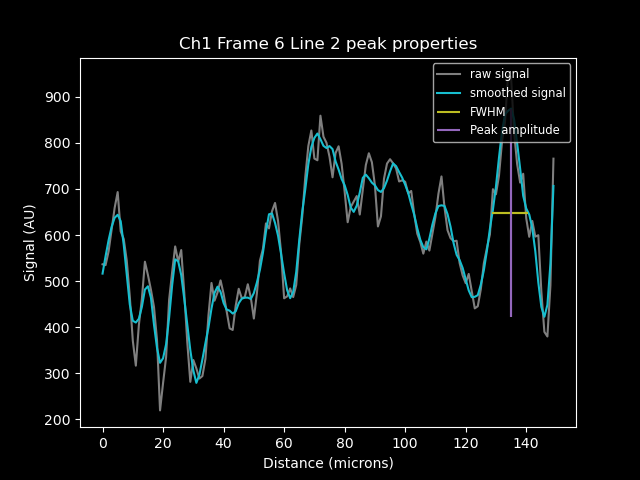 Ch1 Frame 6 Line 2 peak properties
raw signal
smoothed signal
FWHM
Peak amplitude
Signal (AU)
900
800
700
600
500
400
300
200
0 20 40 60 80 100 120 140
Distance (microns)